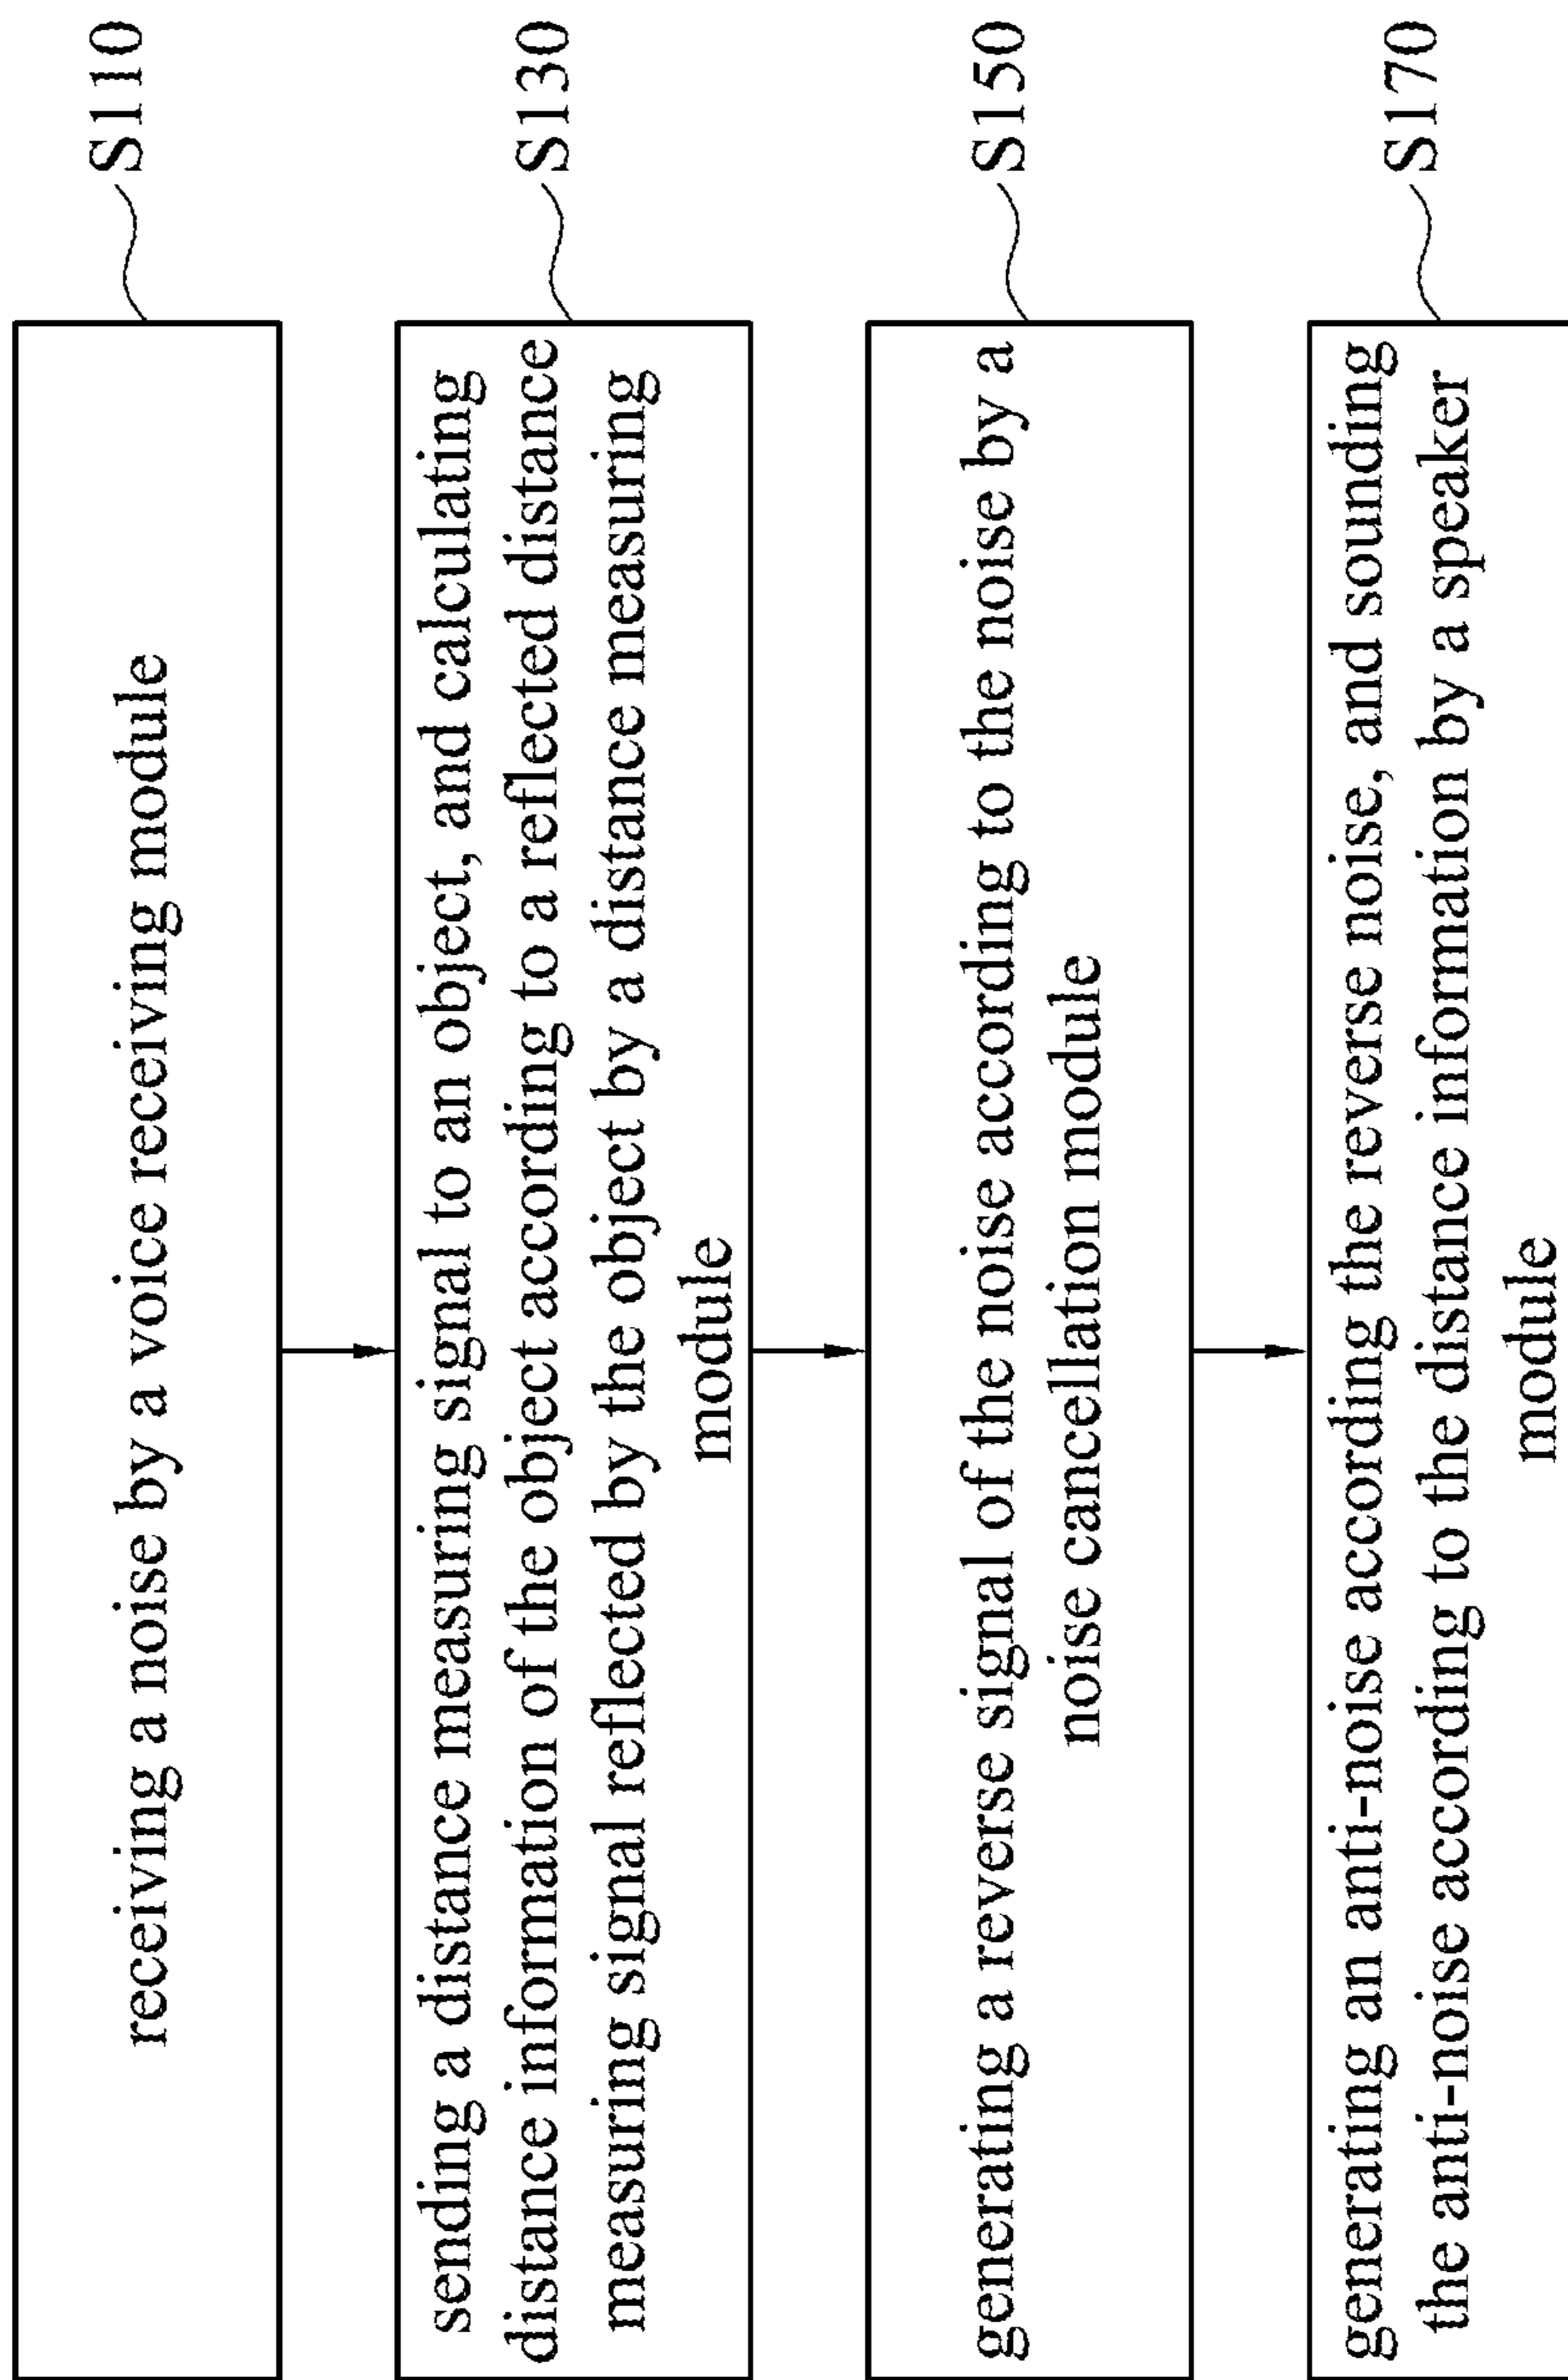 receiving a noise by a voice receiving module
S110
sending a distance measuring signal to an object, and calculating
distance information of the object according to a reflected distance
measuring signal reflected by the object by a distance measuring
module
S130
generating a reverse signal of the noise according to the noise by a
noise cancellation module
S150
generating an anti-noise according the reverse noise, and sounding
the anti-noise according to the distance information by a speaker
module
S170